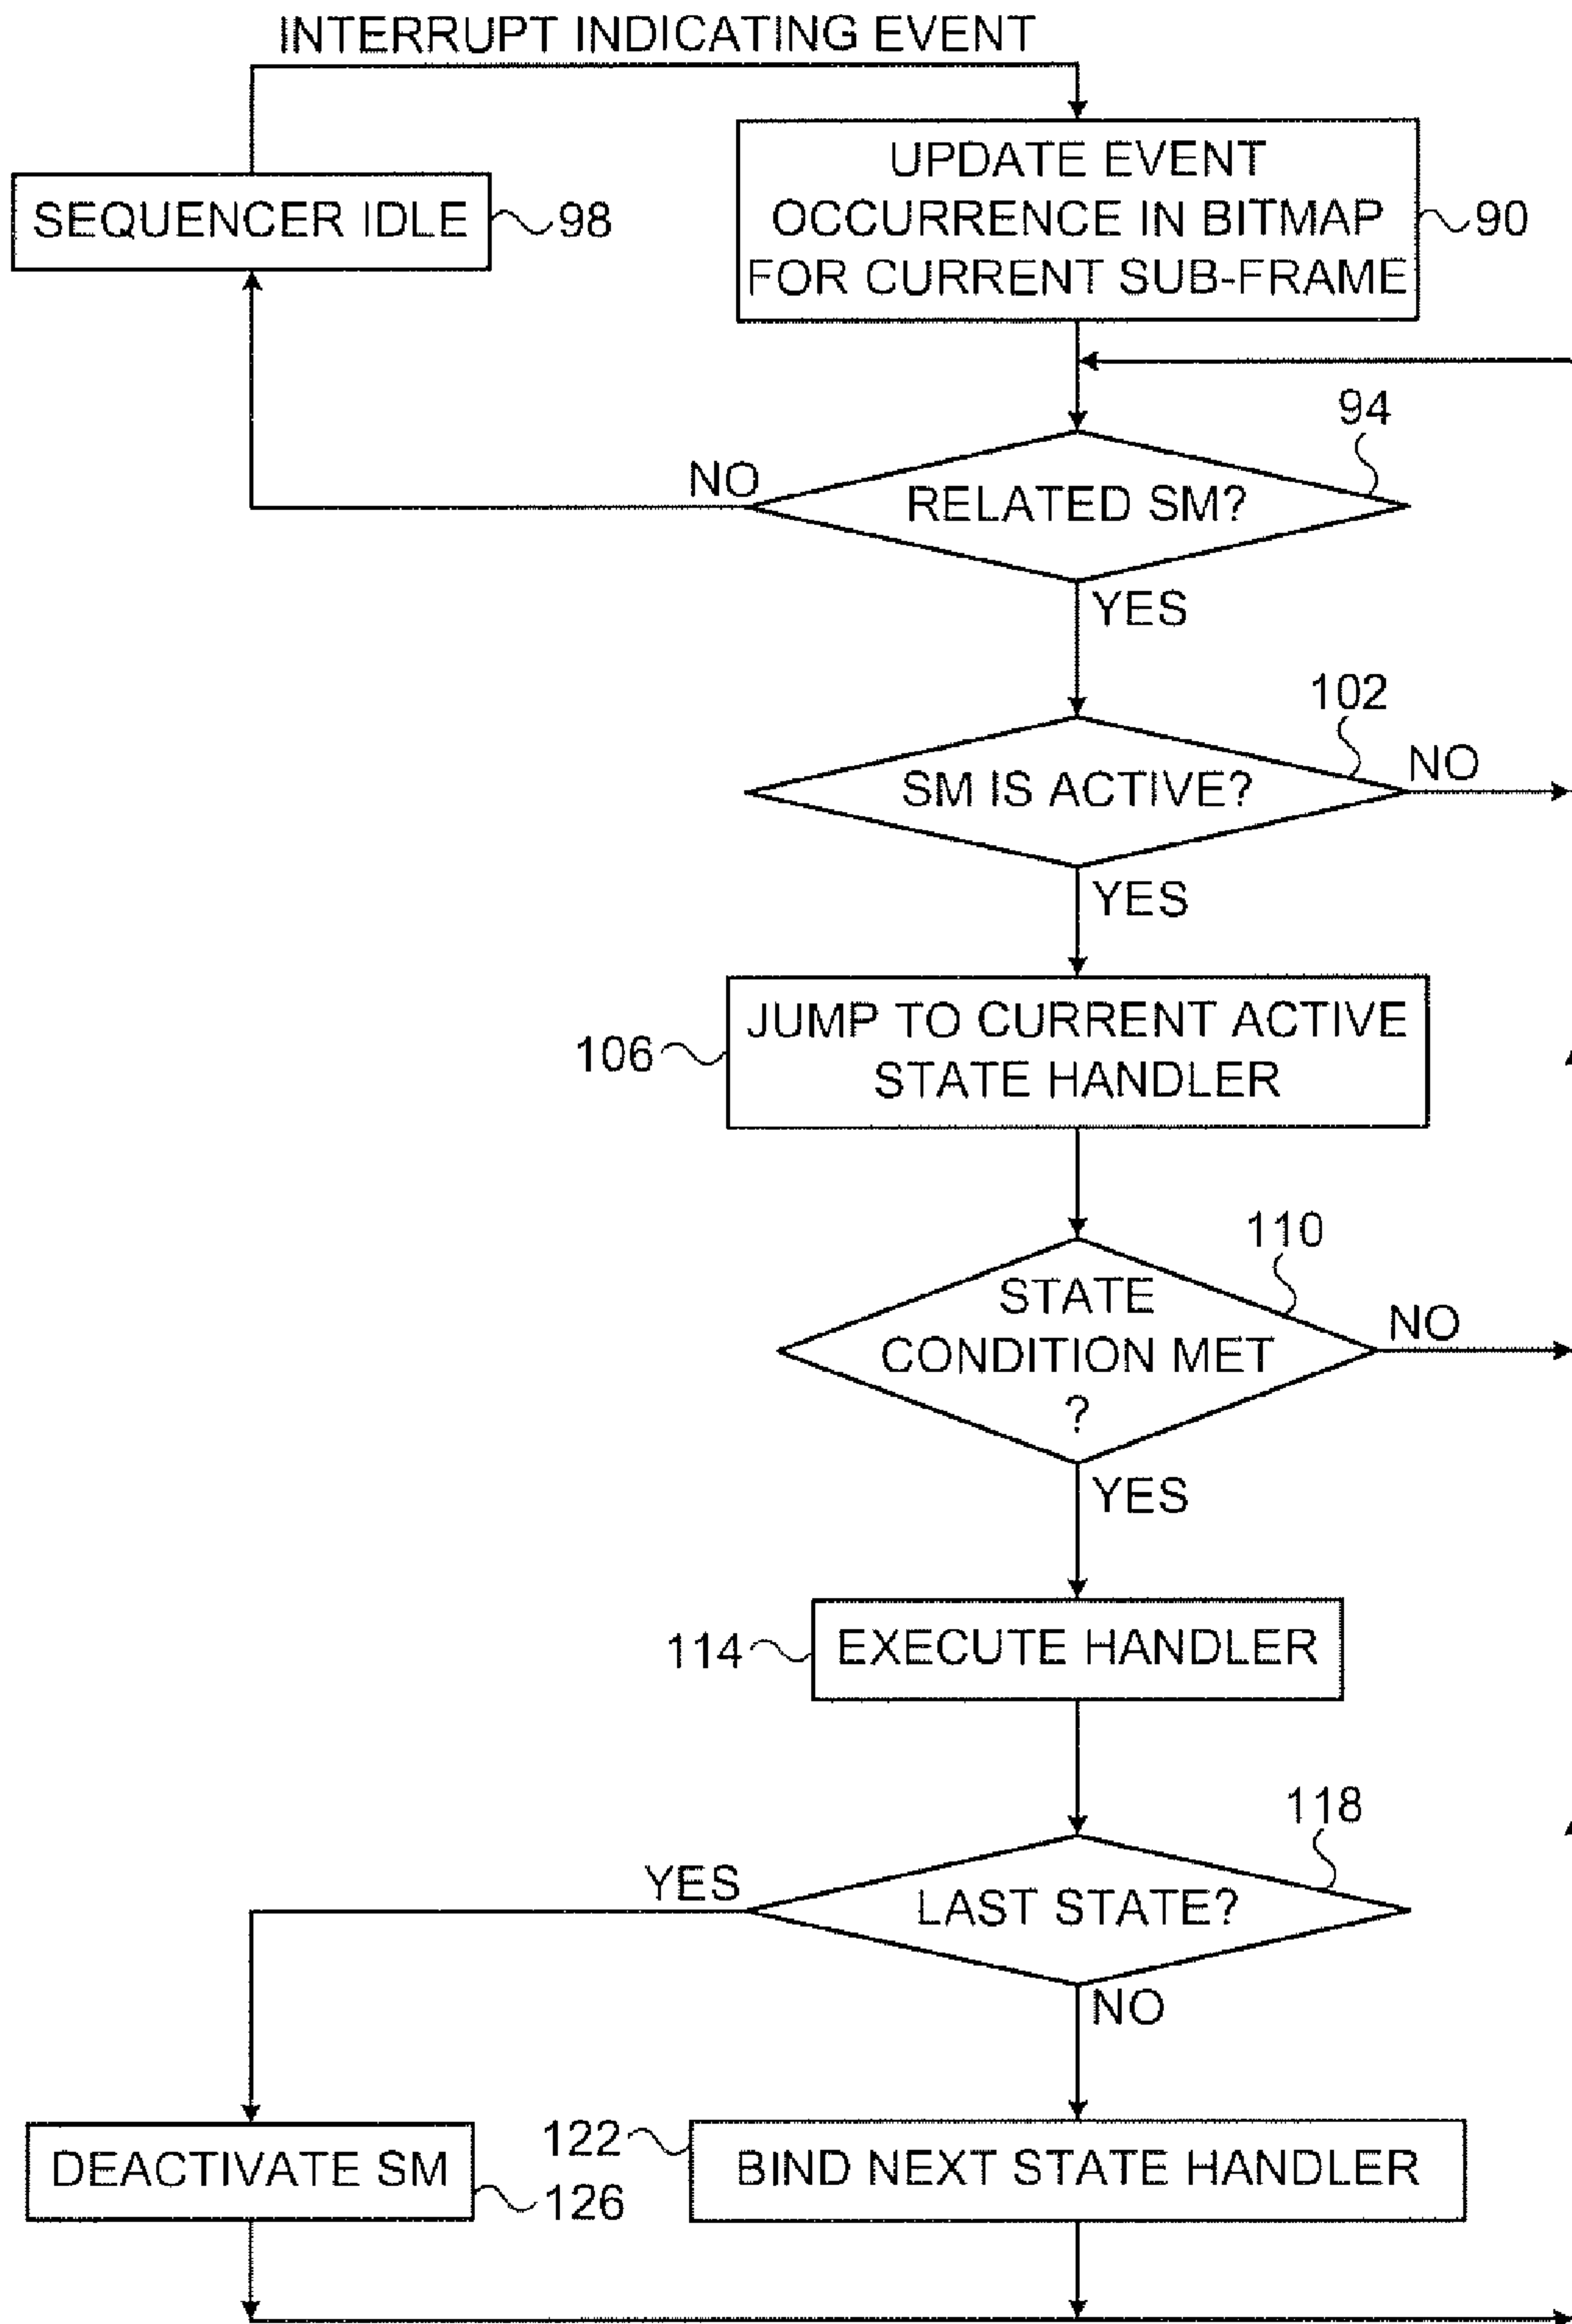 INTERRUPT INDICATING EVENT
UPDATE EVENT
OCCURRENCE IN BITMAP
FOR CURRENT SUB-FRAME
90
SEQUENCER IDLE
98
94
NO
RELATED SM?
YES
102
SM IS ACTIVE?
NO
YES
JUMP TO CURRENT ACTIVE
STATE HANDLER
106
110
STATE
CONDITION MET
?
NO
YES
114
EXECUTE HANDLER
118
YES
LAST STATE?
NO
122
BIND NEXT STATE HANDLER
DEACTIVATE SM
126